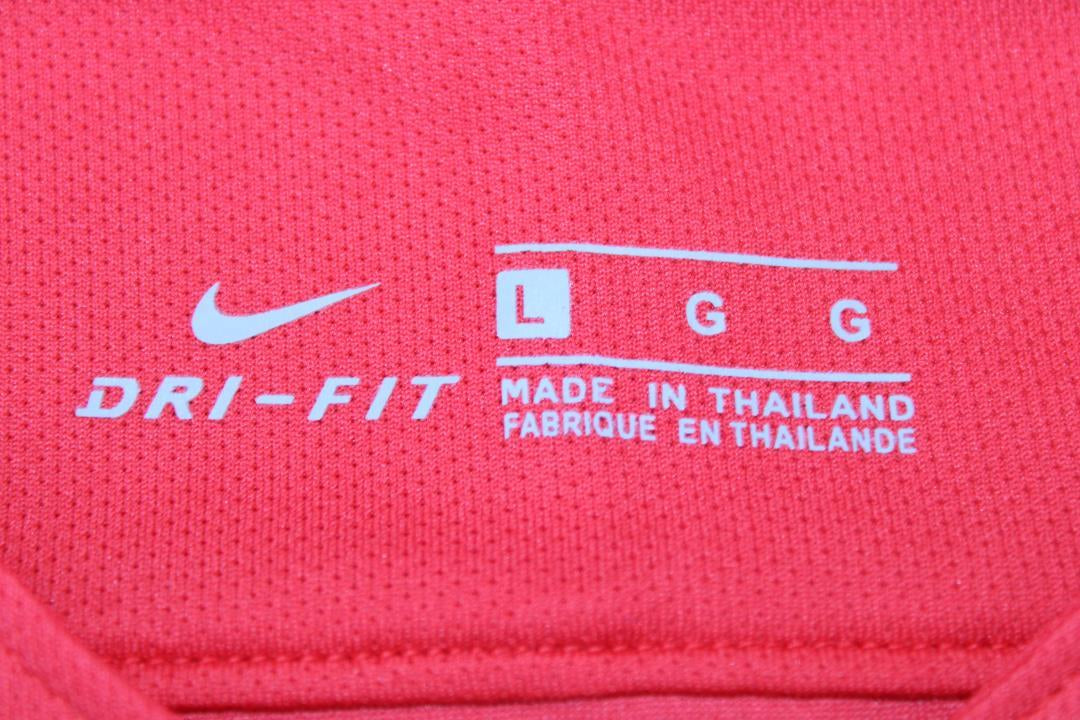 L G G
DRI-FIT
MADE IN THAILAND
FABRIQUE EN THAILANDE